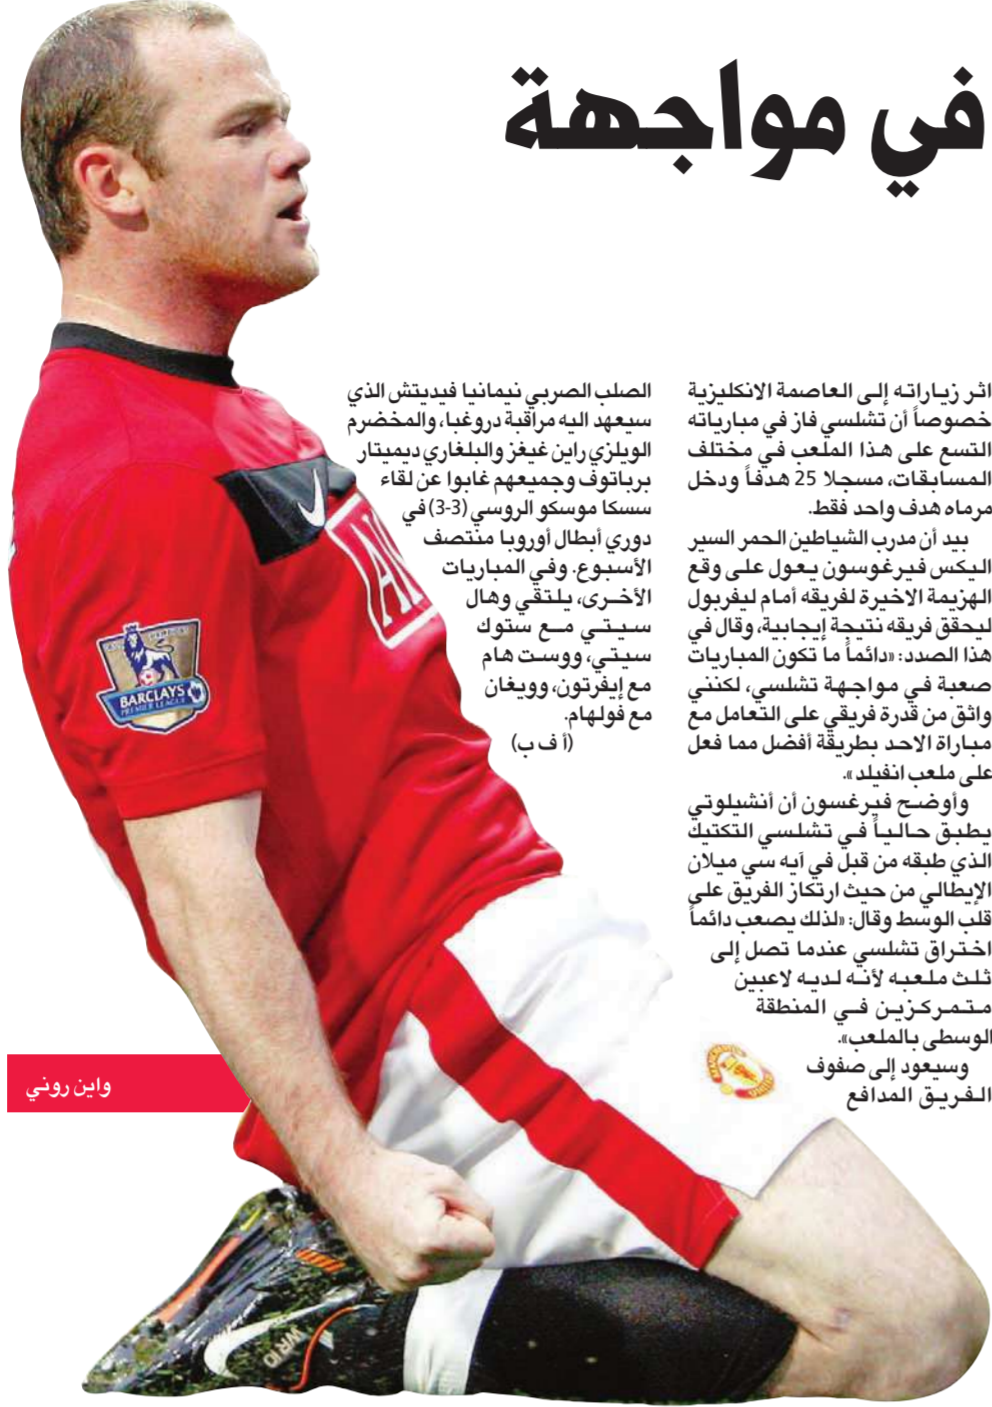 في مواجهة
اثر زياراته إلى العاصمة الانكليزية
خصوصاً أن تشلسي فاز في مبارياته
التسع على هذا الملعب في مختلف
المسابقات، مسجلا 25 هدفاً ودخل
مرماه هدف واحد فقط.
بيد أن مدرب الشياطين الحمر السير
اليكس فيرغوسون يعول على وقع
الهزيمة الاخيرة لفريقه أمام ليفربول
ليحقق فريقه نتيجة إيجابية، وقال في
هذا الصدد: «دائماً ما تكون المباريات
صعبة في مواجهة تشلسي، لكنني
واثق من قدرة فريقي على التعامل مع
مباراة الاحد بطريقة أفضل مما فعل
على ملعب انفيلد ».
وأوضح فيرغسون أن أنشيلوتي
يطبق حالياً في تشلسي التكتيك
الذي طبقه من قبل في آيه سي ميلان
الإيطالي من حيث ارتكاز الفريق على
قلب الوسط وقال: «لذلك يصعب دائماً
اختراق تشلسي عندما تصل إلى
ثلث ملعبه لأنه لديه لاعبين
متمركزين في المنطقة
الوسطى بالملعب».
وسيعود إلى صفوف
الفريق المدافع
الصلب الصربي نيمانيا فيديتش الذي
سيعهد اليه مراقبة دروغبا، والمخضرم
الويلزي راين غيغز والبلغاري ديميتار
برباتوف وجميعهم غابوا عن لقاء
سسكا موسكو الروسي (3-3) في
دوري أبطال أوروبا منتصف
الأسبوع. وفي المباريات
الأخرى، يلتقي وهال
سيتي مع ستوك
سيتي، ووست هام
مع إيفرتون، وويغان
مع فولهام.
(أ ف ب)
واين روني
BARCLAYS
PREMIER LEAGUE
AI
MANCHESTER
UNITED
WR10